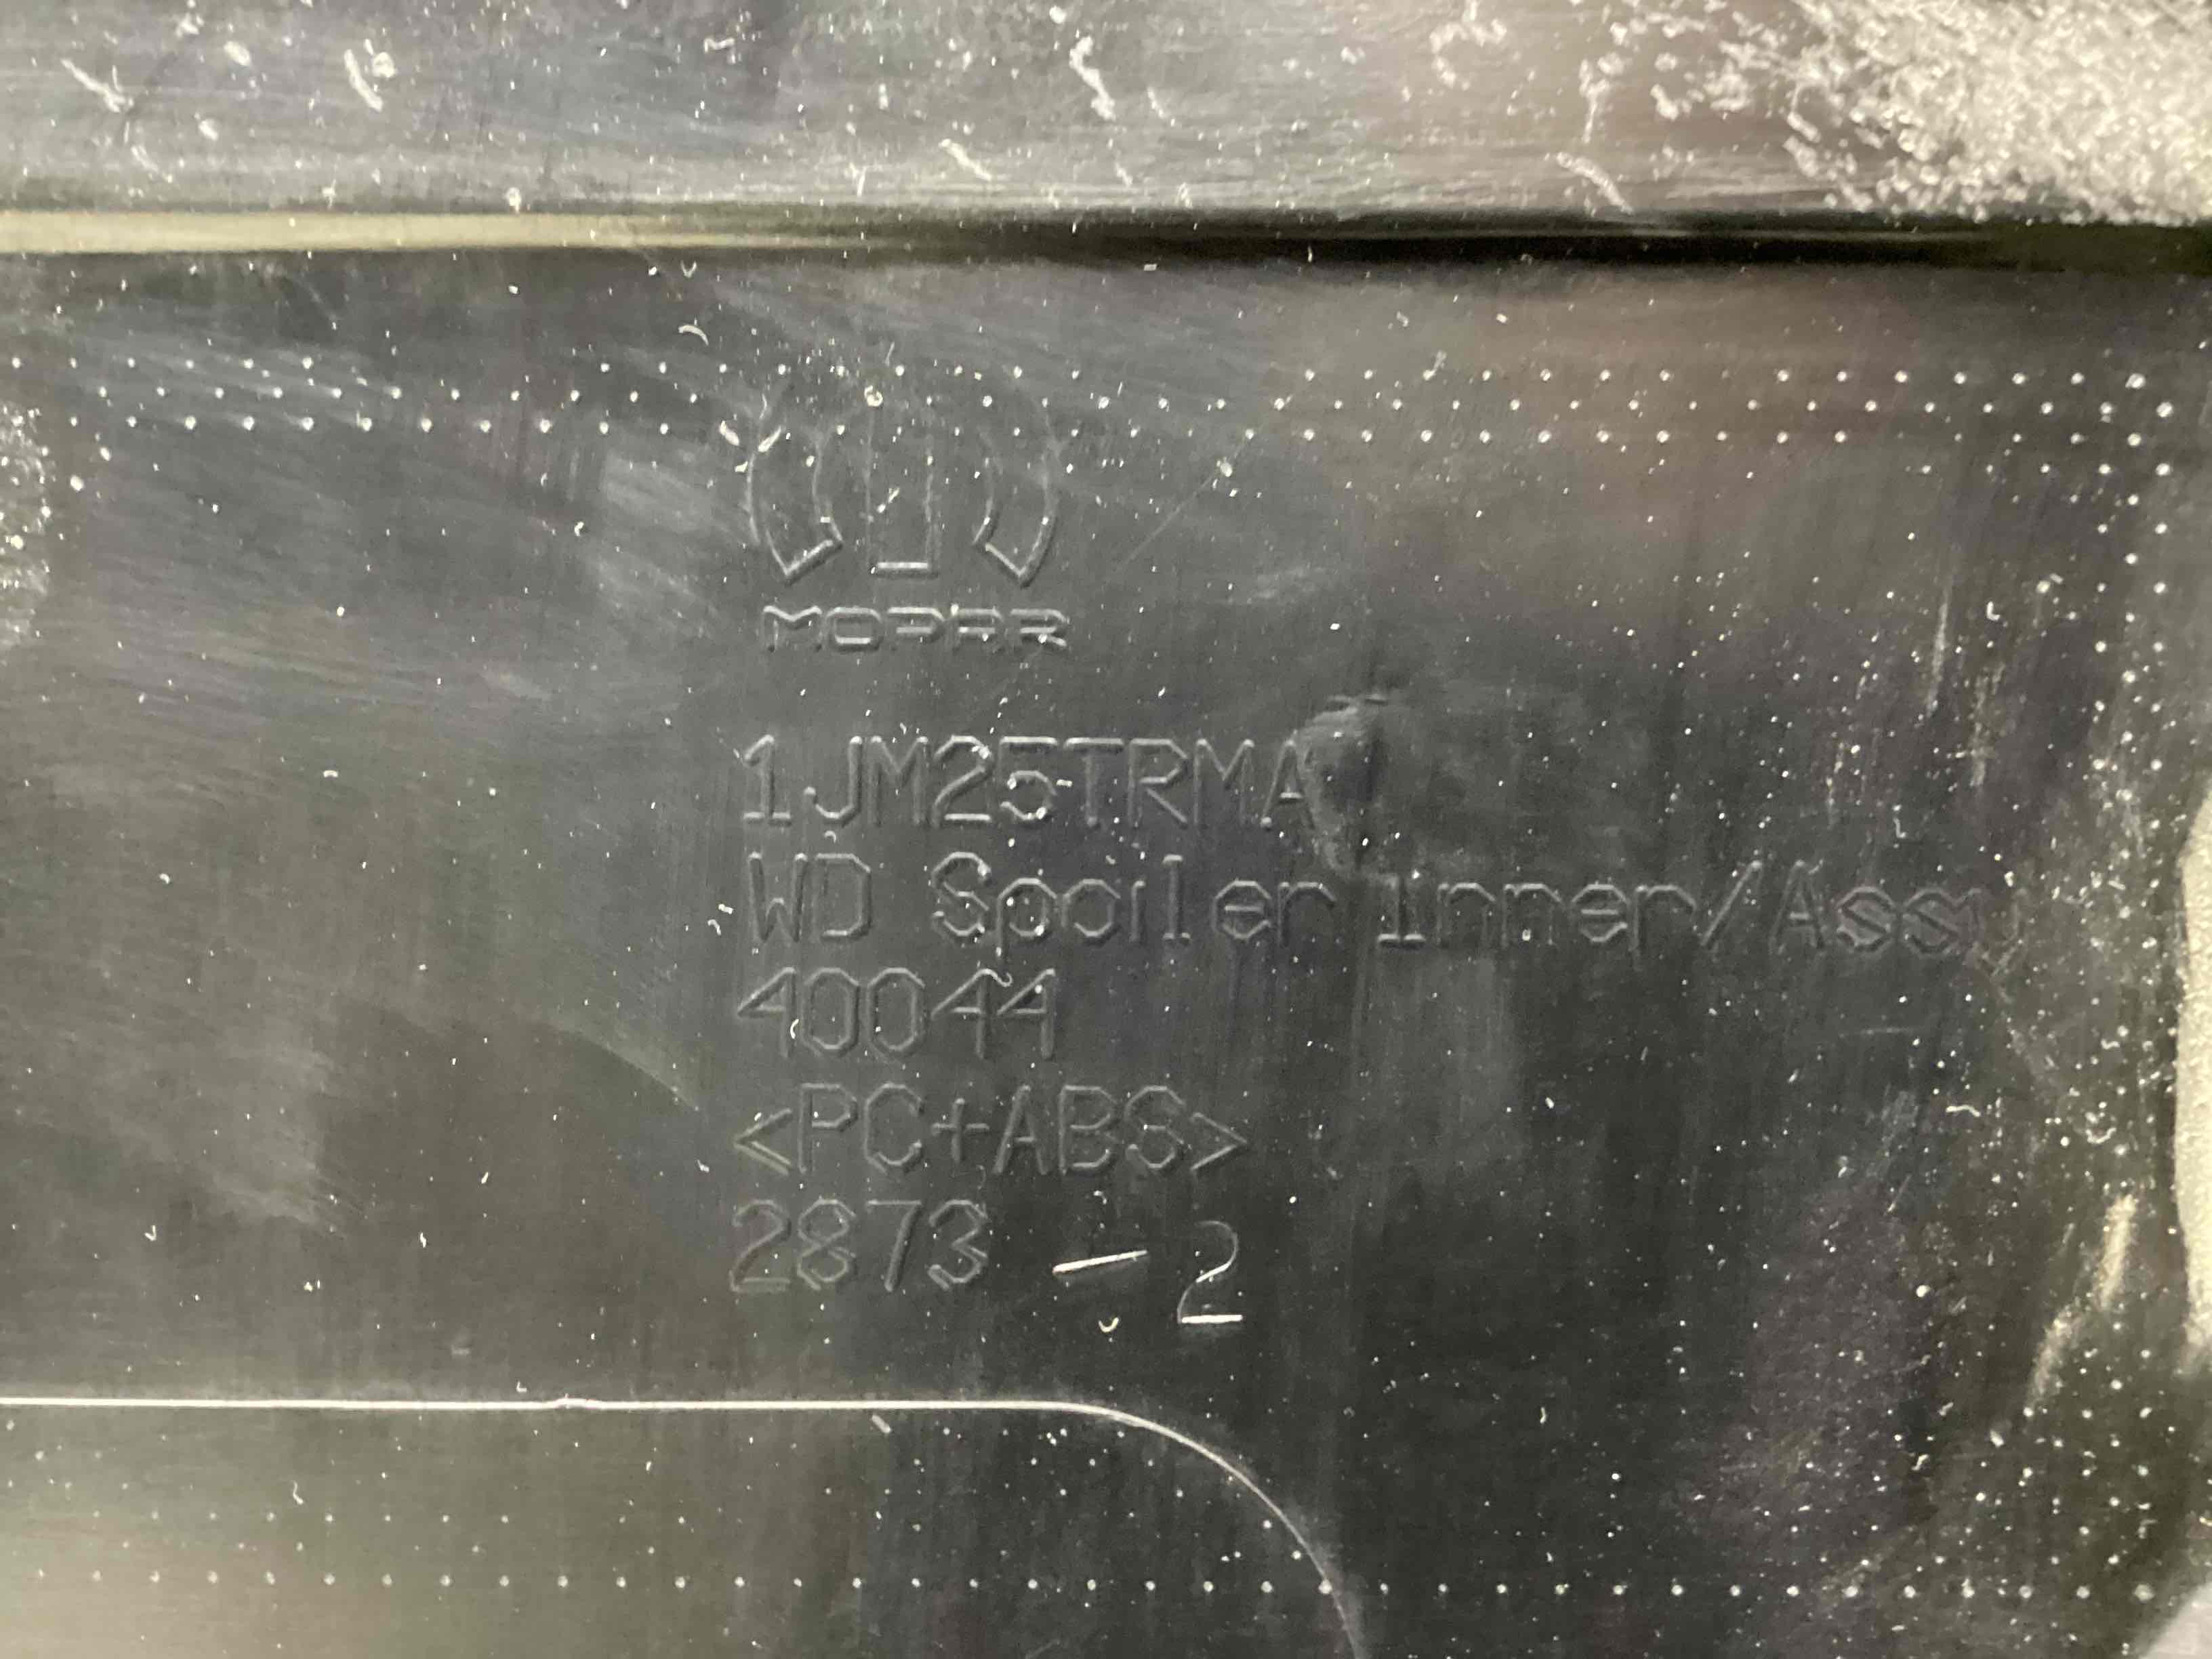 MOPAR
1JM25TRMA
WD Spoiler Inner/Assy
40044
<PC+ABS>
2873 - 2